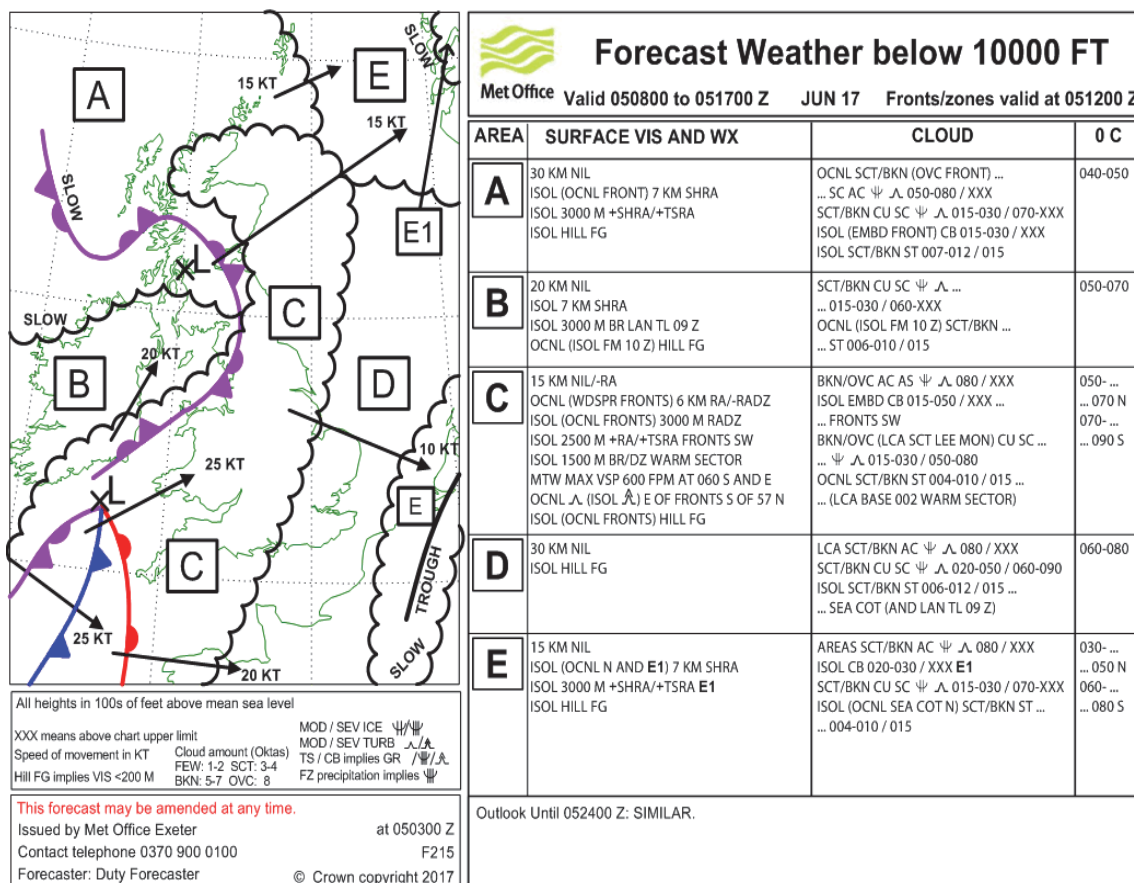 A
E
E1
C
B
D
C
E
L
L
SLOW
15 KT
15 KT
SLOW
SLOW
20 KT
25 KT
10 KT
25 KT
20 KT
TROUGH
SLOW
All heights in 100s of feet above mean sea level
XXX means above chart upper limit
Speed of movement in KT
Hill FG implies VIS <200 M
Cloud amount (Oktas)
FEW: 1-2 SCT: 3-4
BKN: 5-7 OVC: 8
MOD / SEV ICE
MOD / SEV TURB
TS / CB implies GR
FZ precipitation implies
This forecast may be amended at any time.
Issued by Met Office Exeter at 050300 Z
Contact telephone 0370 900 0100 F215
Forecaster: Duty Forecaster © Crown copyright 2017
Met Office
Forecast Weather below 10000 FT
Valid 050800 to 051700 Z JUN 17 Fronts/zones valid at 051200 Z
AREA SURFACE VIS AND WX CLOUD 0 C
A
30 KM NIL
ISOL (OCNL FRONT) 7 KM SHRA
ISOL 3000 M +SHRA/+TSRA
ISOL HILL FG
OCNL SCT/BKN (OVC FRONT) ...
... SC AC 050-080 / XXX
SCT/BKN CU SC 015-030 / 070-XXX
ISOL (EMBD FRONT) CB 015-030 / XXX
ISOL SCT/BKN ST 007-012 / 015
040-050
B
20 KM NIL
ISOL 7 KM SHRA
ISOL 3000 M BR LAN TL 09 Z
OCNL (ISOL FM 10 Z) HILL FG
SCT/BKN CU SC ...
... 015-030 / 060-XXX
OCNL (ISOL FM 10 Z) SCT/BKN ...
... ST 006-010 / 015
050-070
C
15 KM NIL/-RA
OCNL (WDSPR FRONTS) 6 KM RA/-RADZ
ISOL (OCNL FRONTS) 3000 M RADZ
ISOL 2500 M +RA/+TSRA FRONTS SW
ISOL 1500 M BR/DZ WARM SECTOR
MTW MAX VSP 600 FPM AT 060 S AND E
OCNL (ISOL ) E OF FRONTS S OF 57 N
ISOL (OCNL FRONTS) HILL FG
BKN/OVC AC AS 080 / XXX
ISOL EMBD CB 015-050 / XXX ...
... FRONTS SW
BKN/OVC (LCA SCT LEE MON) CU SC ...
... 015-030 / 050-080
OCNL SCT/BKN ST 004-010 / 015 ...
... (LCA BASE 002 WARM SECTOR)
050- ...
... 070 N
070- ...
... 090 S
D
30 KM NIL
ISOL HILL FG
LCA SCT/BKN AC 080 / XXX
SCT/BKN CU SC 020-050 / 060-090
ISOL SCT/BKN ST 006-012 / 015 ...
... SEA COT (AND LAN TL 09 Z)
060-080
E
15 KM NIL
ISOL (OCNL N AND E1) 7 KM SHRA
ISOL 3000 M +SHRA/+TSRA E1
ISOL HILL FG
AREAS SCT/BKN AC 080 / XXX
ISOL CB 020-030 / XXX E1
SCT/BKN CU SC 015-030 / 070-XXX
ISOL (OCNL SEA COT N) SCT/BKN ST ...
... 004-010 / 015
030- ...
... 050 N
060- ...
... 080 S
Outlook Until 052400 Z: SIMILAR.